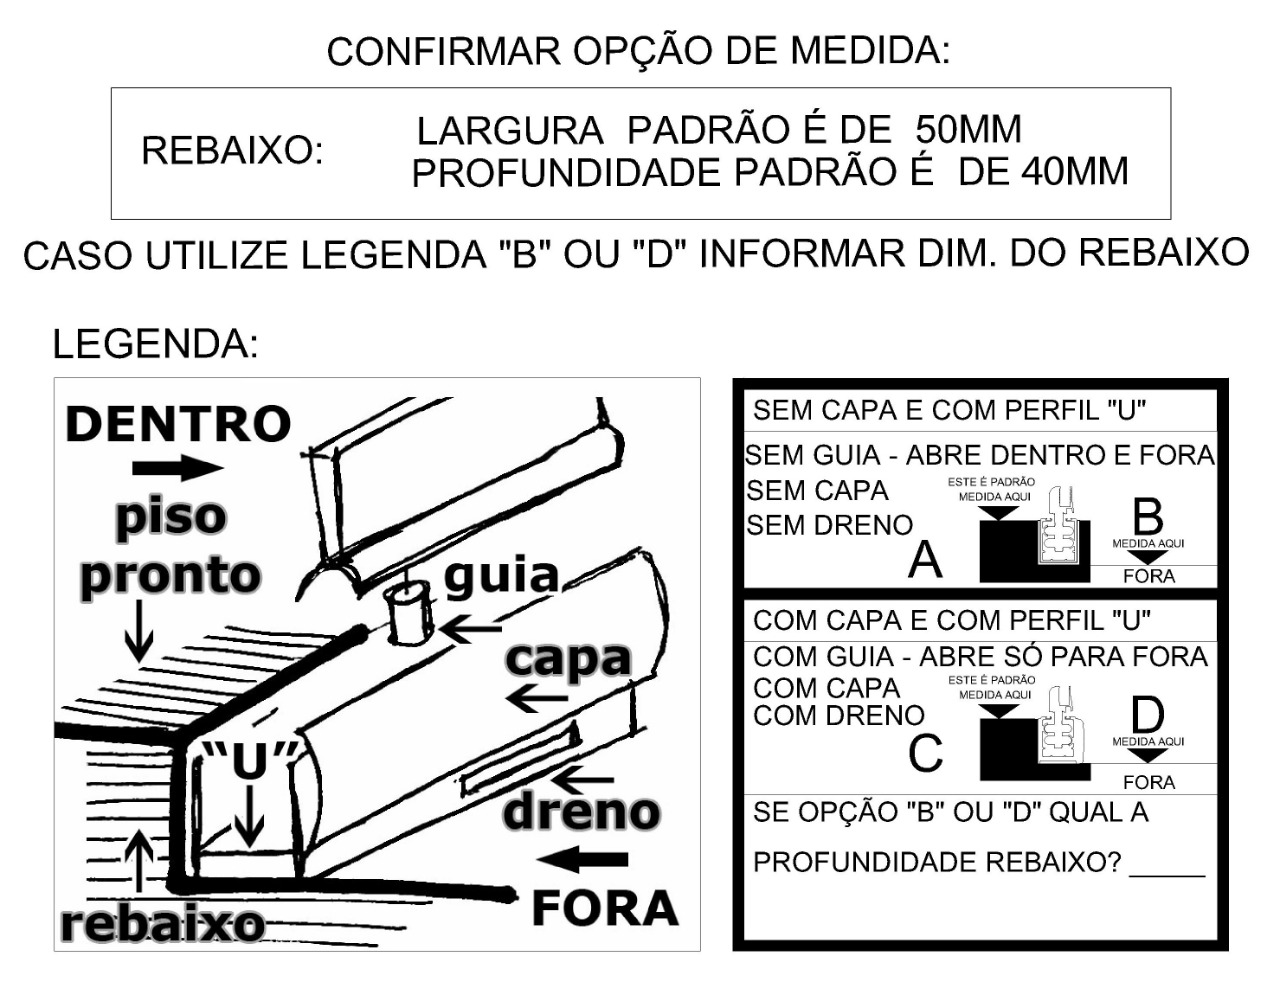 CONFIRMAR OPÇÃO DE MEDIDA:
REBAIXO:
LARGURA PADRÃO É DE 50MM
PROFUNDIDADE PADRÃO É DE 40MM
CASO UTILIZE LEGENDA "B" OU "D" INFORMAR DIM. DO REBAIXO
LEGENDA:
DENTRO
piso
pronto
guia
capa
"U"
dreno
FORA
rebaixo
SEM CAPA E COM PERFIL "U"
SEM GUIA - ABRE DENTRO E FORA
SEM CAPA
SEM DRENO
A
ESTE É PADRÃO
MEDIDA AQUI
B
MEDIDA AQUI
FORA
COM CAPA E COM PERFIL "U"
COM GUIA - ABRE SÓ PARA FORA
COM CAPA
COM DRENO
C
ESTE É PADRÃO
MEDIDA AQUI
D
MEDIDA AQUI
FORA
SE OPÇÃO "B" OU "D" QUAL A
PROFUNDIDADE REBAIXO? _____